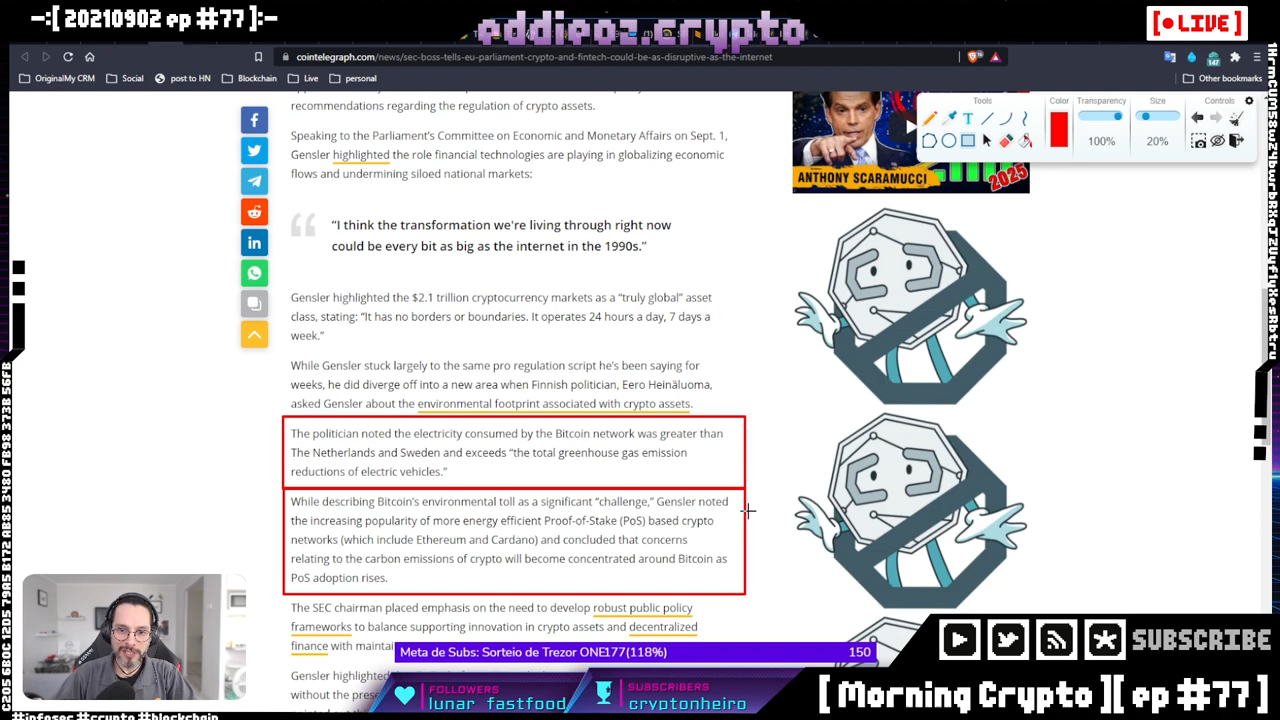 -:[ 20210902 ep #77 ]:-
eddieoz.crypto
[ LIVE ]
cointelegraph.com/news/sec-boss-tells-eu-parliament-crypto-and-fintech-could-be-as-disruptive-as-the-internet
147
OriginalMy CRM
Social
post to HN
Blockchain
Live
personal
Other bookmarks
Tools
Color
Transparency
Size
Controls
100%
20%
ANTHONY SCARAMUCCI
2025
recommendations regarding the regulation of crypto assets.
Speaking to the Parliament's Committee on Economic and Monetary Affairs on Sept. 1,
Gensler highlighted the role financial technologies are playing in globalizing economic
flows and undermining siloed national markets:
“I think the transformation we're living through right now
could be every bit as big as the internet in the 1990s.”
Gensler highlighted the $2.1 trillion cryptocurrency markets as a “truly global” asset
class, stating: “It has no borders or boundaries. It operates 24 hours a day, 7 days a
week.”
While Gensler stuck largely to the same pro regulation script he's been saying for
weeks, he did diverge off into a new area when Finnish politician, Eero Heinäluoma,
asked Gensler about the environmental footprint associated with crypto assets.
The politician noted the electricity consumed by the Bitcoin network was greater than
The Netherlands and Sweden and exceeds “the total greenhouse gas emission
reductions of electric vehicles.”
While describing Bitcoin's environmental toll as a significant “challenge,” Gensler noted
the increasing popularity of more energy efficient Proof-of-Stake (PoS) based crypto
networks (which include Ethereum and Cardano) and concluded that concerns
relating to the carbon emissions of crypto will become concentrated around Bitcoin as
PoS adoption rises.
The SEC chairman placed emphasis on the need to develop robust public policy
frameworks to balance supporting innovation in crypto assets and decentralized
finance with maintai
Gensler highlighted
without the prese
Meta de Subs: Sorteio de Trezor ONE177(118%)
150
FOLLOWERS
lunar_fastfood
SUBSCRIBERS
cryptonheiro
SUBSCRIBE
[ Morning Crypto ][ ep #77 ]
#infosec #crypto #blockchain